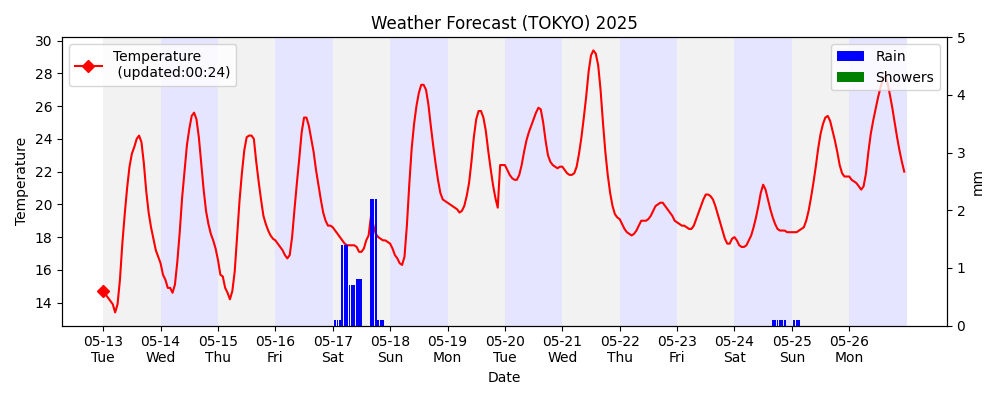 Weather Forecast (TOKYO) 2025
Temperature
(updated:00:24)
Rain
Showers
Temperature
30
28
26
24
22
20
18
16
14
5
4
3
2
1
0
mm
05-13 05-14 05-15 05-16 05-17 05-18 05-19 05-20 05-21 05-22 05-23 05-24 05-25 05-26
Tue Wed Thu Fri Sat Sun Mon Tue Wed Thu Fri Sat Sun Mon
Date